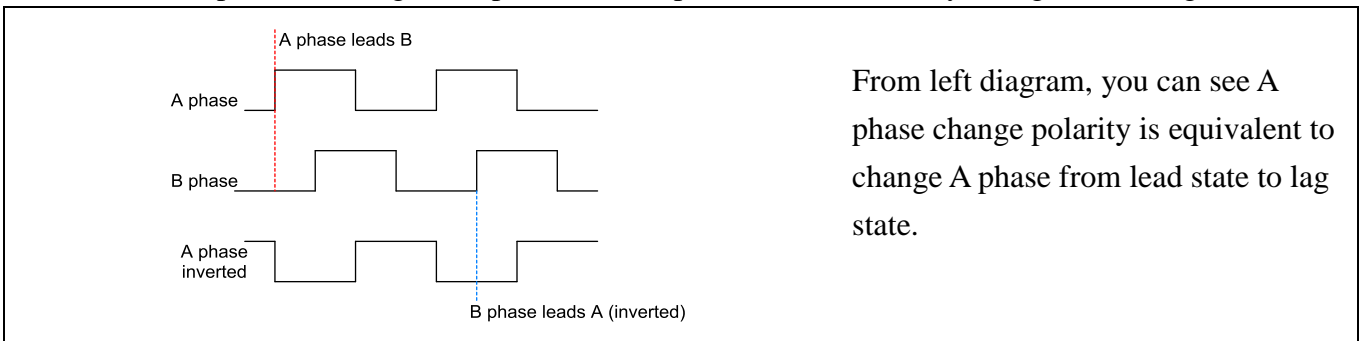 A phase leads B
A phase
B phase
A phase
inverted
B phase leads A (inverted)
From left diagram, you can see A
phase change polarity is equivalent to
change A phase from lead state to lag
state.